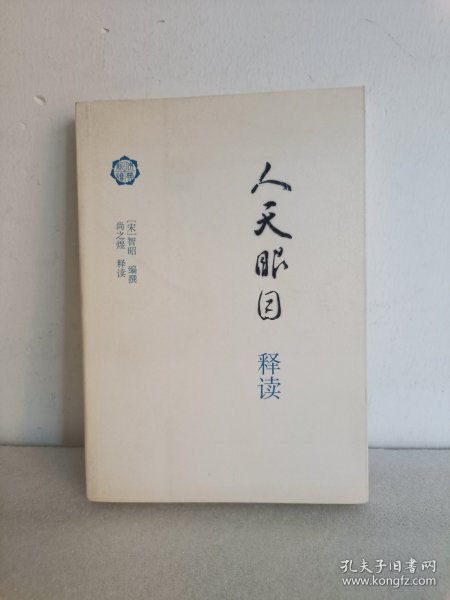 人天眼目
释读
[宋]智昭 编撰
尚之煜 释读
孔夫子旧书网
www.kongfz.com